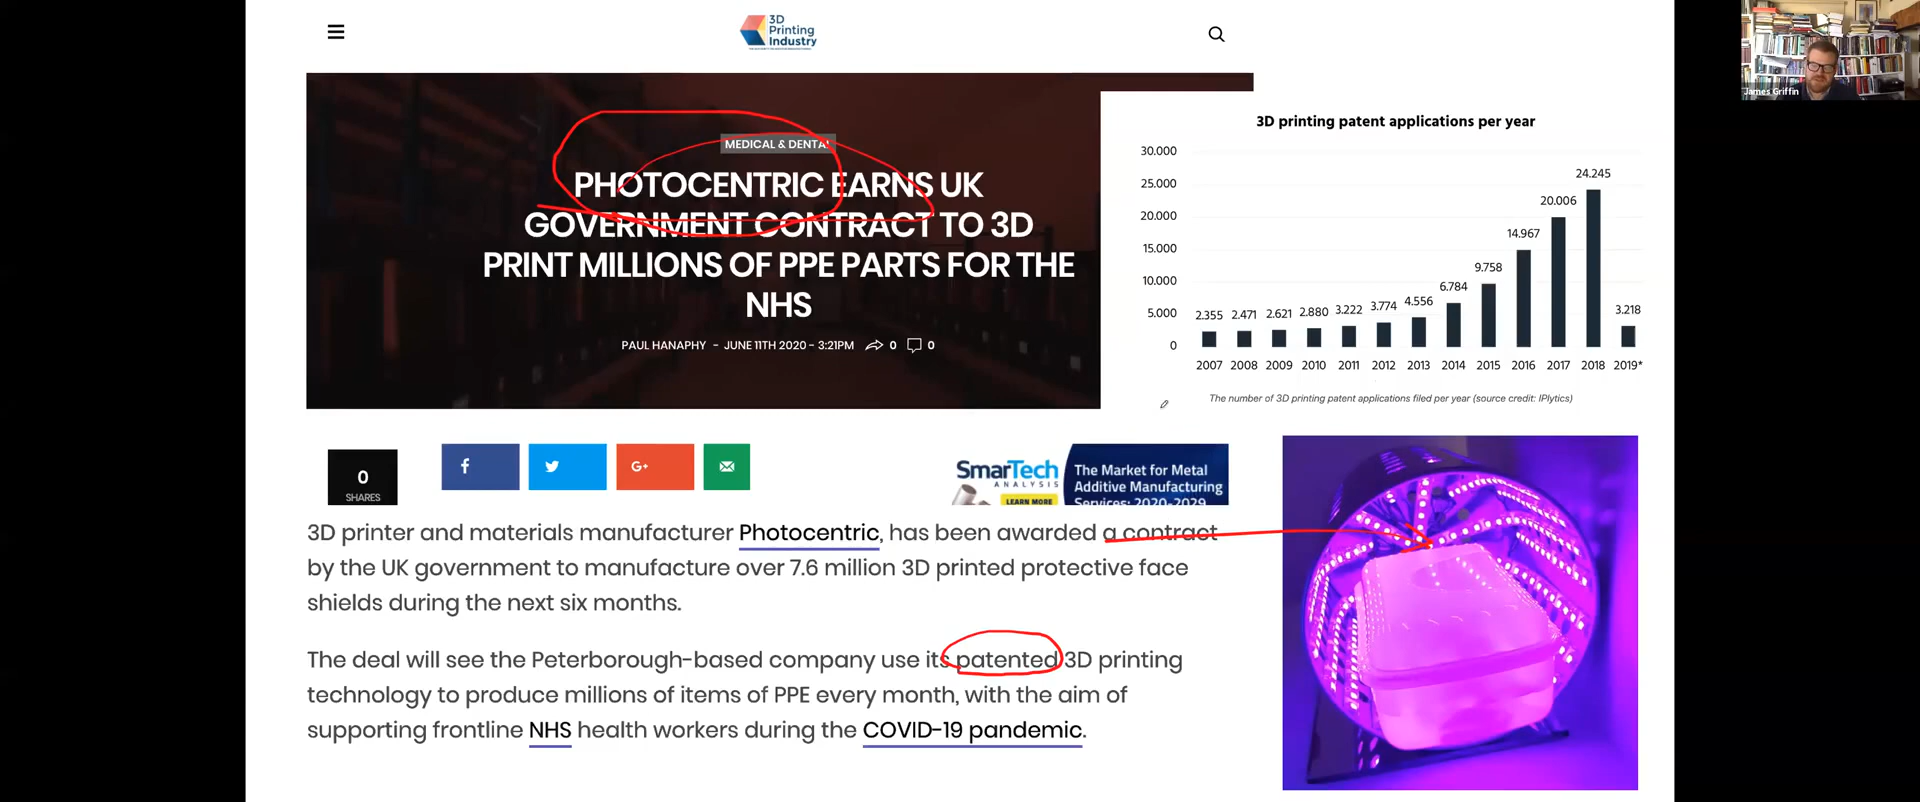 3D
Printing
Industry
MEDICAL & DENTAL
PHOTOCENTRIC EARNS UK
GOVERNMENT CONTRACT TO 3D
PRINT MILLIONS OF PPE PARTS FOR THE
NHS
PAUL HANAPHY - JUNE 11TH 2020 - 3:21PM 0 0
3D printing patent applications per year
30.000
25.000
20.000
15.000
10.000
5.000
0
2.355 2.471 2.621 2.880 3.222 3.774 4.556 6.784 9.758 14.967 20.006 24.245 3.218
2007 2008 2009 2010 2011 2012 2013 2014 2015 2016 2017 2018 2019*
The number of 3D printing patent applications filed per year (source credit: IPlytics)
James Griffin
0
SHARES
f
G+
SmarTech
ANALYSIS
LEARN MORE
The Market for Metal
Additive Manufacturing
Services: 2020-2029
3D printer and materials manufacturer Photocentric, has been awarded a contract
by the UK government to manufacture over 7.6 million 3D printed protective face
shields during the next six months.
The deal will see the Peterborough-based company use its patented 3D printing
technology to produce millions of items of PPE every month, with the aim of
supporting frontline NHS health workers during the COVID-19 pandemic.